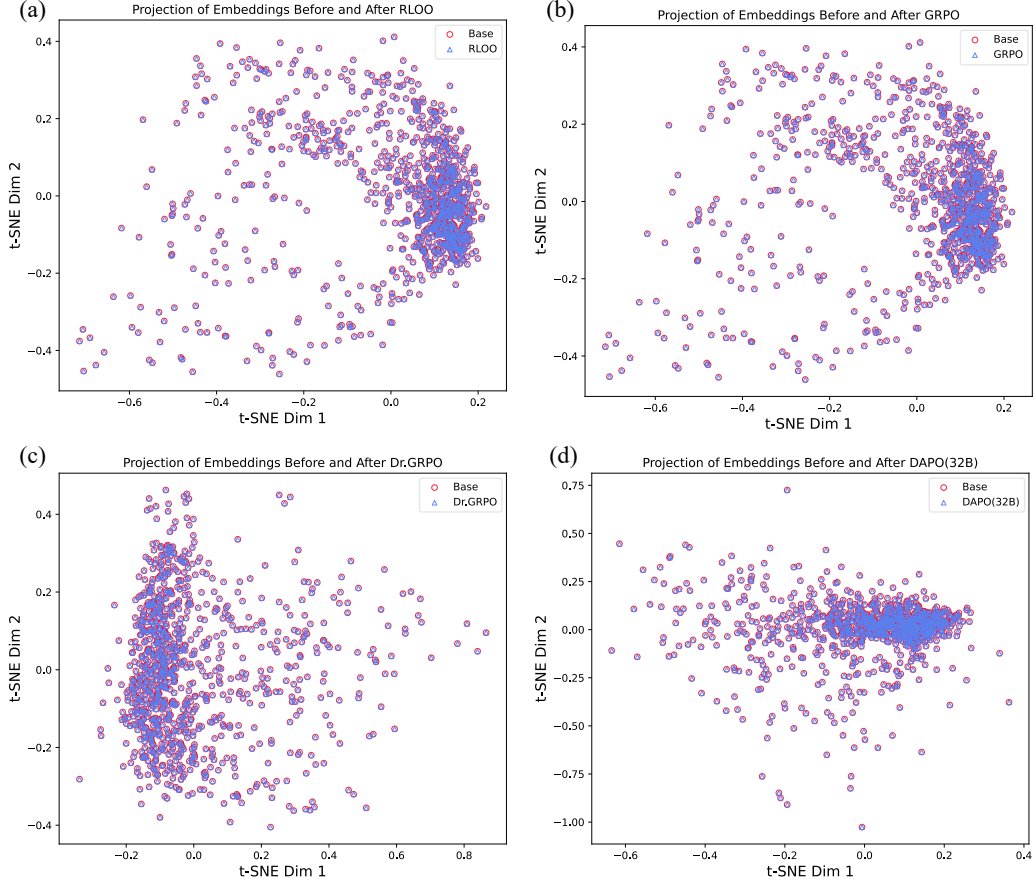 (a)
Projection of Embeddings Before and After RLOO
Base
RLOO
t-SNE Dim 2
0.4
0.2
0.0
−0.2
−0.4
−0.6
−0.4
−0.2
0.0
0.2
t-SNE Dim 1
(b)
Projection of Embeddings Before and After GRPO
Base
GRPO
t-SNE Dim 2
0.4
0.2
0.0
−0.2
−0.4
−0.6
−0.4
−0.2
0.0
0.2
t-SNE Dim 1
(c)
Projection of Embeddings Before and After Dr.GRPO
Base
Dr.GRPO
t-SNE Dim 2
0.4
0.2
0.0
−0.2
−0.4
−0.2
0.0
0.2
0.4
0.6
0.8
t-SNE Dim 1
(d)
Projection of Embeddings Before and After DAPO(32B)
Base
DAPO(32B)
t-SNE Dim 2
0.75
0.50
0.25
0.00
−0.25
−0.50
−0.75
−1.00
−0.6
−0.4
−0.2
0.0
0.2
0.4
t-SNE Dim 1